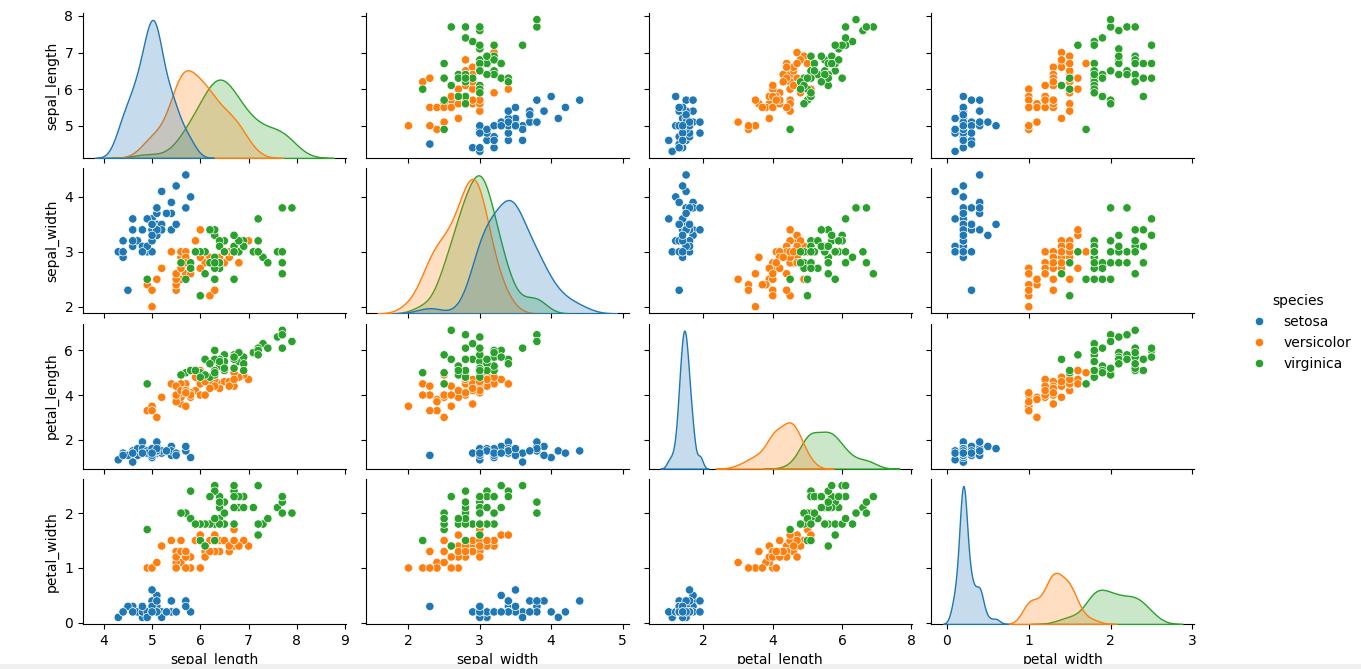 8
7
6
5
sepal_length
4
3
2
sepal_width
6
4
2
petal_length
2
1
0
petal_width
4 5 6 7 8 9
sepal_length
2 3 4 5
sepal_width
2 4 6 8
petal_length
0 1 2 3
petal_width
species
setosa
versicolor
virginica